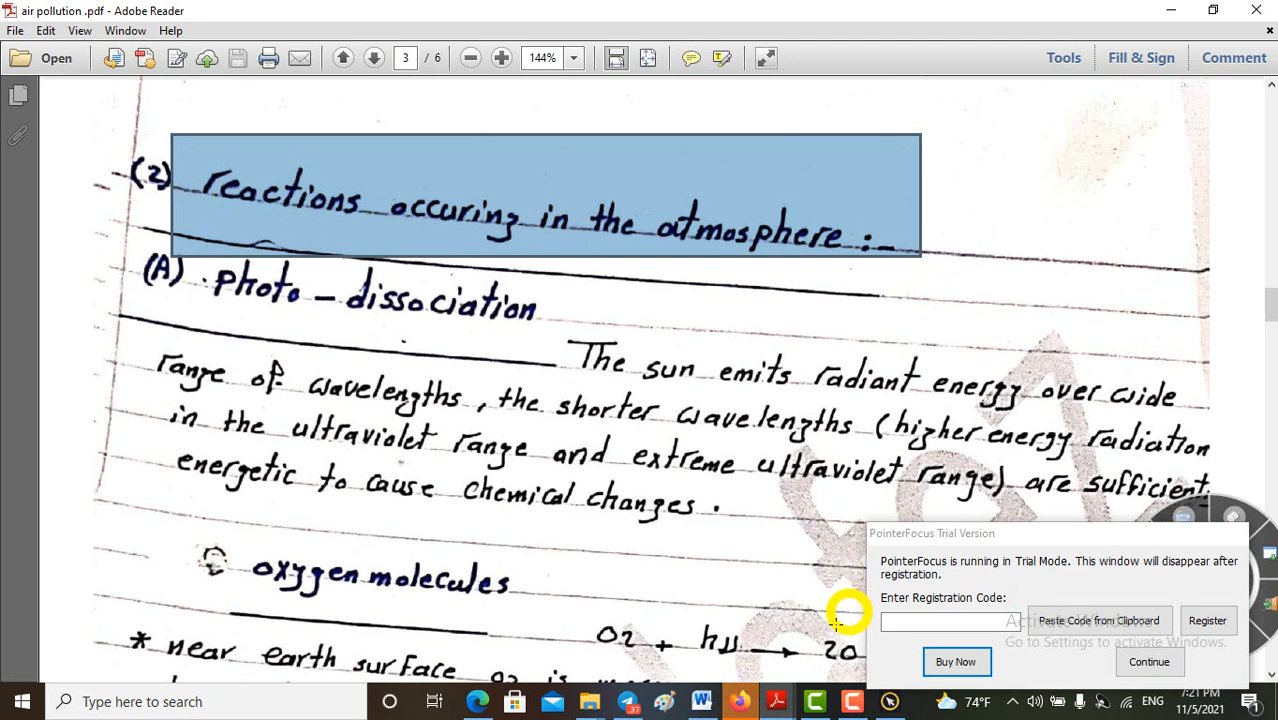 air pollution .pdf - Adobe Reader
File Edit View Window Help
Open 3 / 6 144% Tools Fill & Sign Comment
(2) reactions occuring in the atmosphere :-
(A) photo - dissociation
The sun emits radiant energy over wide
range of wavelengths, the shorter wavelengths (higher energy radiation
in the ultraviolet range and extreme ultraviolet range) are sufficient
energetic to cause chemical changes.
oxygen molecules
O2 + hν → 2O
* near earth surface O2 is
PointerFocus Trial Version
PointerFocus is running in Trial Mode. This window will disappear after
registration.
Enter Registration Code:
Paste Code from Clipboard Register
Activate Windows
Go to Settings to activate Windows.
Buy Now Continue
Type here to search 37 74°F ENG 7:21 PM
11/5/2021 1